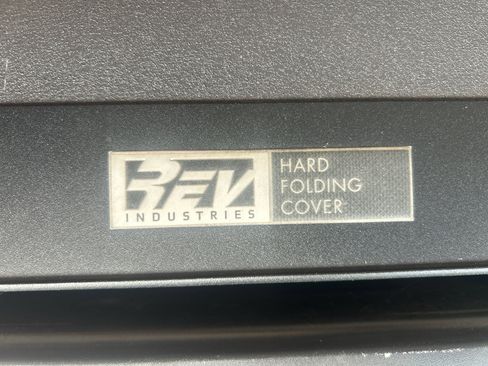 REV
INDUSTRIES
HARD
FOLDING
COVER